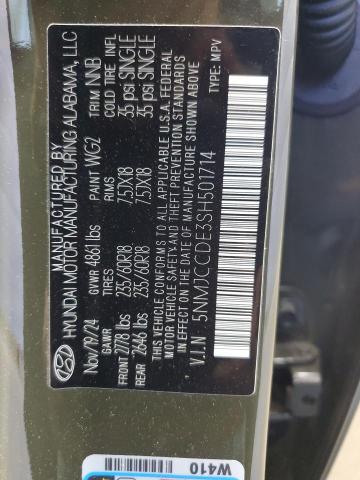 MANUFACTURED BY
HYUNDAI MOTOR MANUFACTURING ALABAMA, LLC
Nov/19/24 GVWR 4861 lbs PAINT WG2 TRIM NNB
GAWR TIRES RIMS COLD TIRE INFL
FRONT 2778 lbs 235/60R18 7.5JX18 35 psi SINGLE
REAR 2646 lbs 235/60R18 7.5JX18 35 psi SINGLE
THIS VEHICLE CONFORMS TO ALL APPLICABLE U.S.A. FEDERAL
MOTOR VEHICLE SAFETY AND THEFT PREVENTION STANDARDS
IN EFFECT ON THE DATE OF MANUFACTURE SHOWN ABOVE
V.I.N : 5NMJCCDE3SH501714 TYPE: MPV
W410